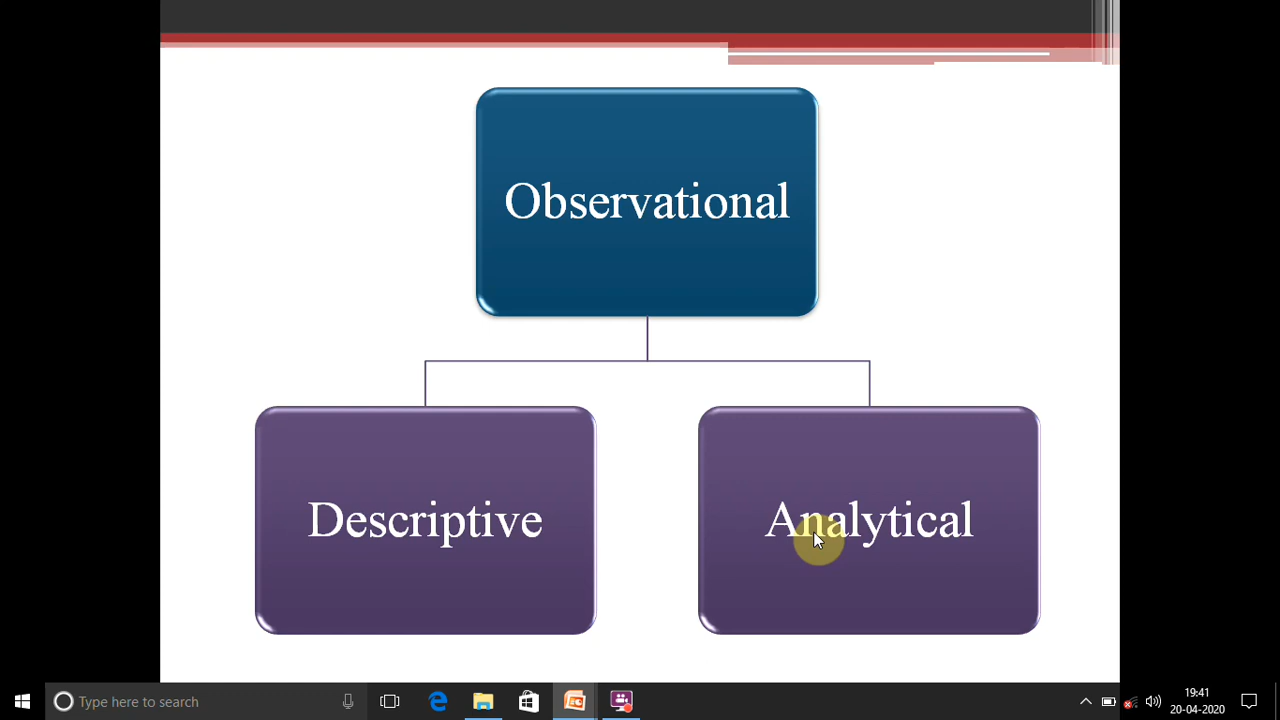 Observational
Descriptive
Analytical
Type here to search
19:41
20-04-2020